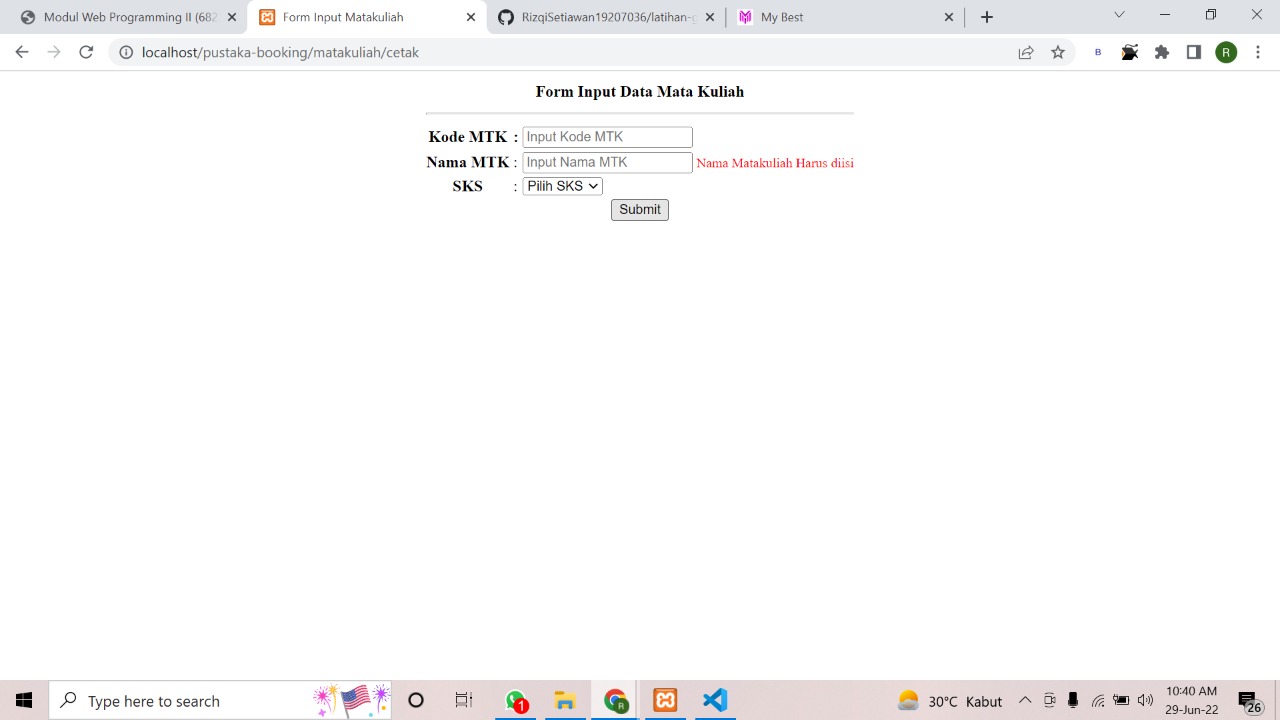 Modul Web Programming II (682
Form Input Matakuliah
RizqiSetiawan19207036/latihan-g
My Best
localhost/pustaka-booking/matakuliah/cetak
B
R
Form Input Data Mata Kuliah
Kode MTK : Input Kode MTK
Nama MTK : Input Nama MTK Nama Matakuliah Harus diisi
SKS : Pilih SKS
Submit
Type here to search
1
R
30°C Kabut
10:40 AM
29-Jun-22
26